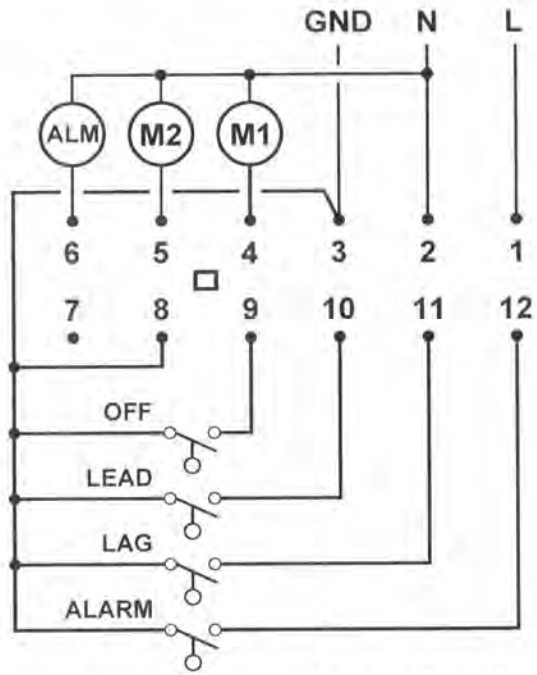 GND N L
ALM M2 M1
6 5 4 3 2 1
7 8 9 10 11 12
OFF
LEAD
LAG
ALARM